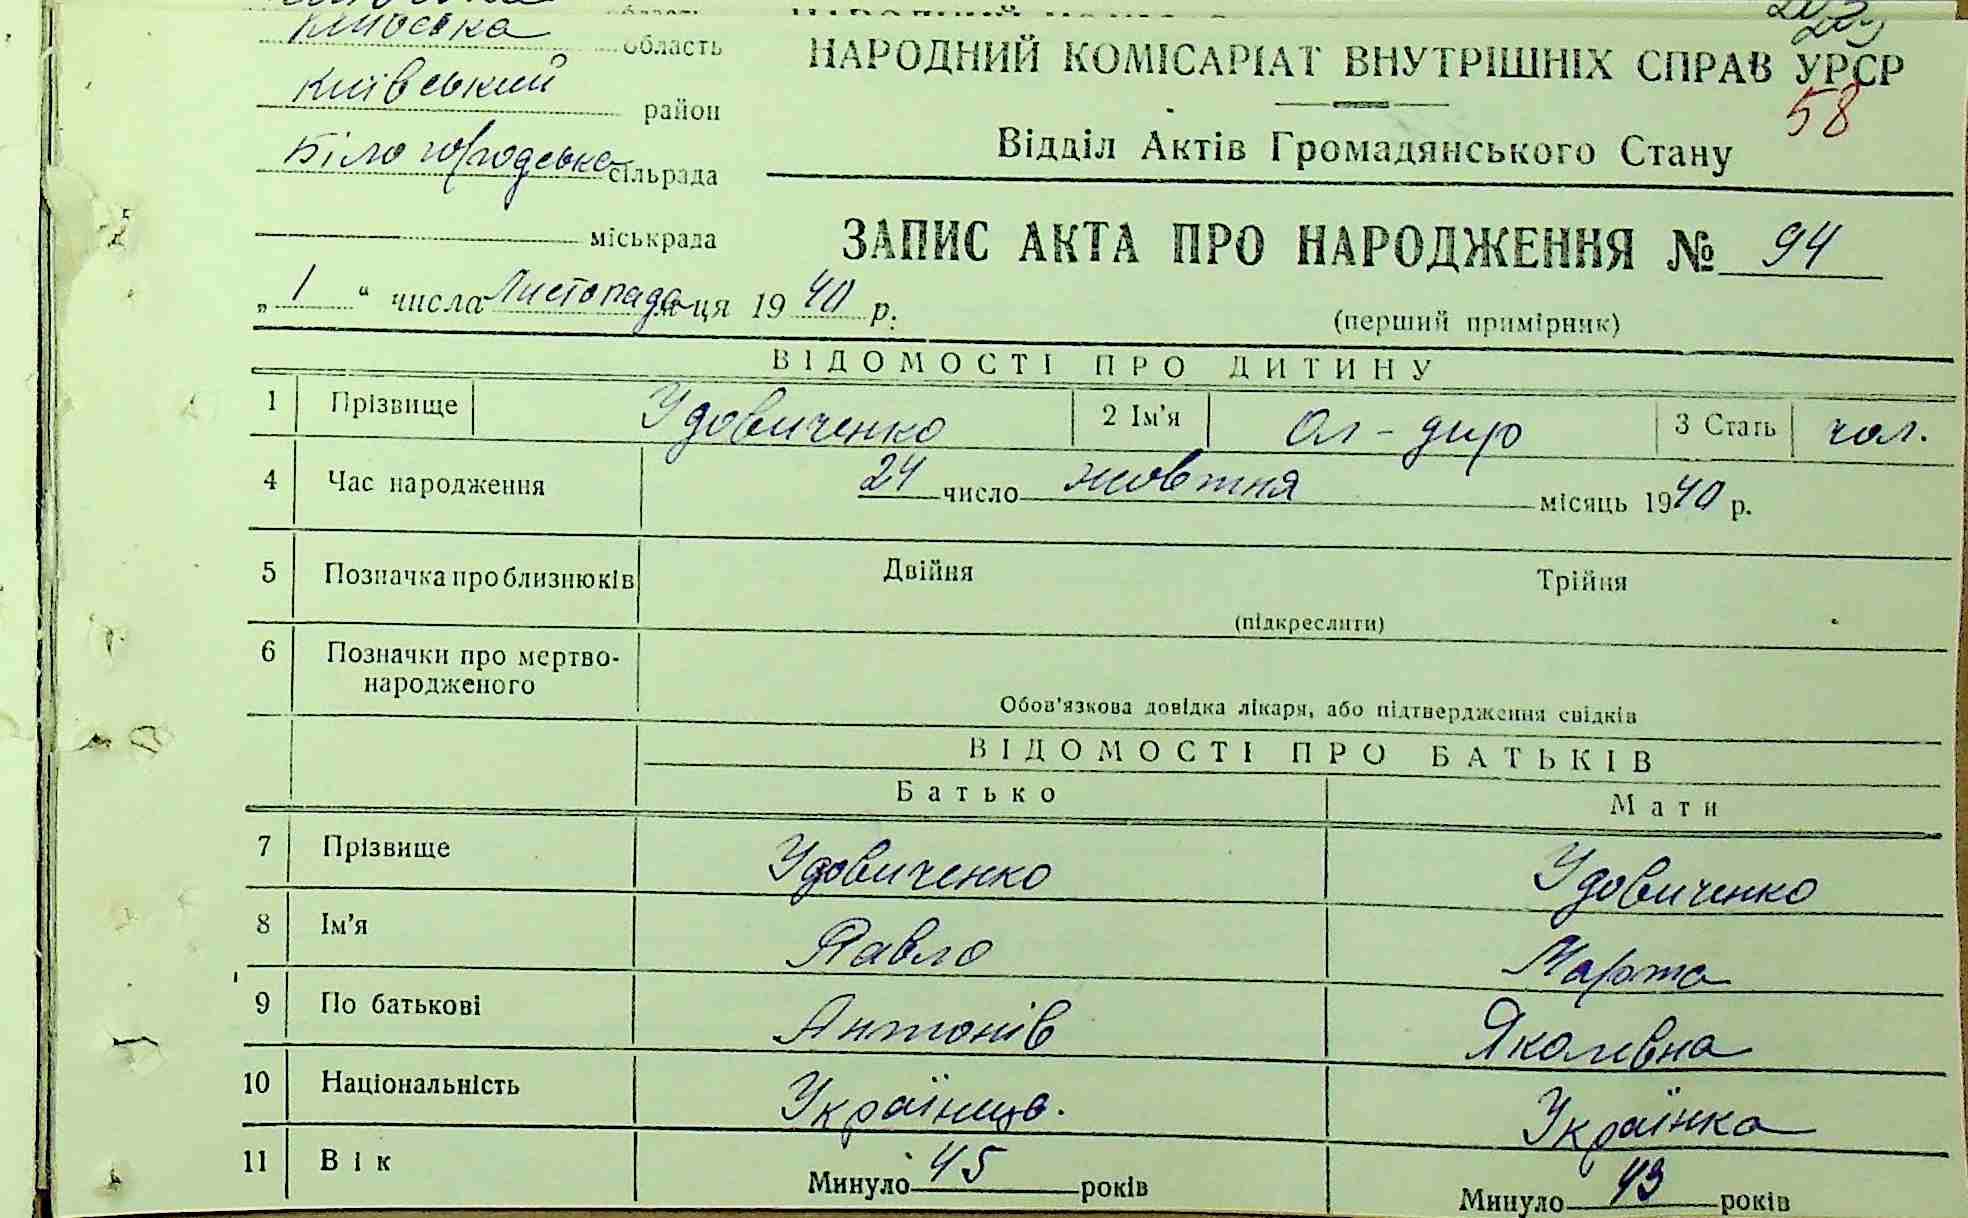 Київська область
Київський район
Білогородська сільрада
міськрада
НАРОДНИЙ КОМІСАРІАТ ВНУТРІШНІХ СПРАВ УРСР
58
Відділ Актів Громадянського Стану
ЗАПИС АКТА ПРО НАРОДЖЕННЯ № 94
„ 1 “ числа Листопада м-ця 1940 р.
(перший примірник)
ВІДОМОСТІ ПРО ДИТИНУ
1 Прізвище Удовиченко 2 Ім'я Ол-дир 3 Стать чол.
4 Час народження 24 число жовтня місяць 1940 р.
5 Позначка про близнюків Двійня Трійня
(підкреслити)
6 Позначки про мертво-
народженого
Обов'язкова довідка лікаря, або підтвердження свідків
ВІДОМОСТІ ПРО БАТЬКІВ
Батько Мати
7 Прізвище Удовиченко Удовиченко
8 Ім'я Павло Марта
9 По батькові Антонів Яколевна
10 Національність Українець. Українка
11 Вік Минуло 45 років Минуло 43 років